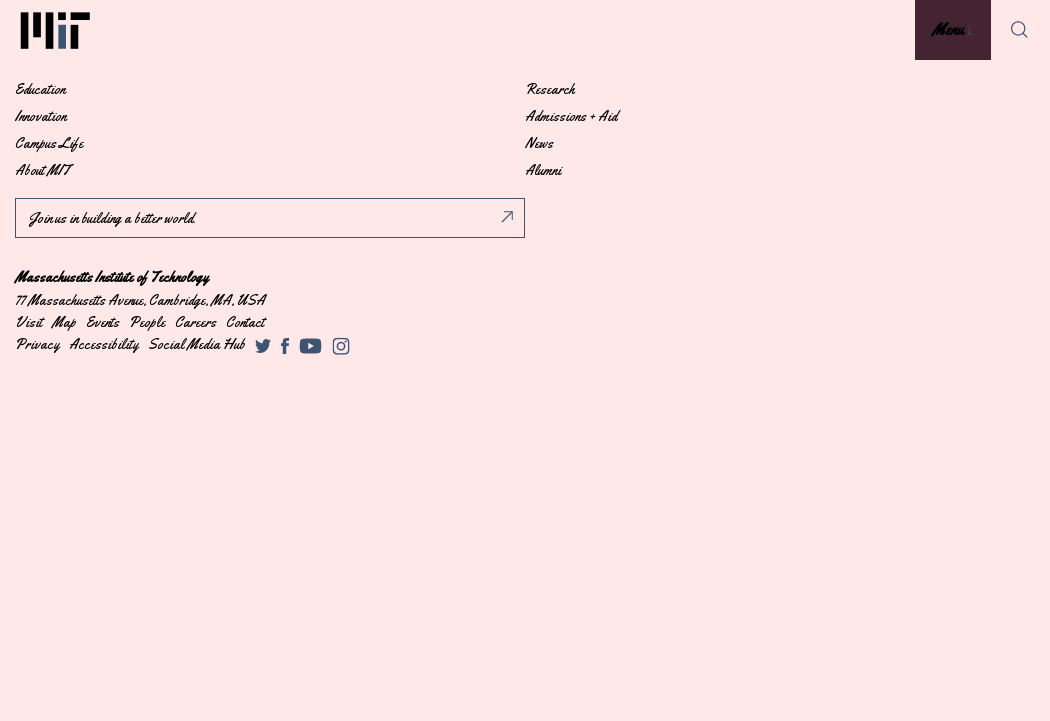 MIT
Menu ↓
Education
Research
Innovation
Admissions + Aid
Campus Life
News
About MIT
Alumni
Join us in building a better world.
Massachusetts Institute of Technology
77 Massachusetts Avenue, Cambridge, MA, USA
Visit Map Events People Careers Contact
Privacy Accessibility Social Media Hub